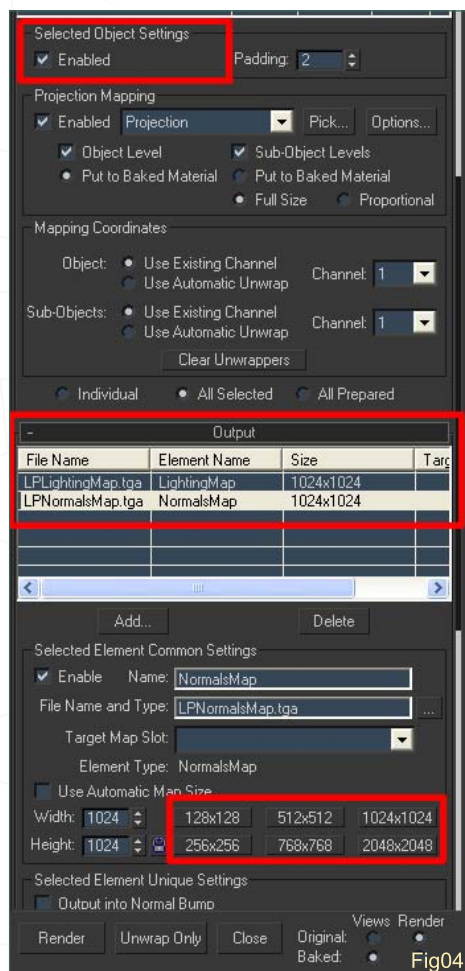 Selected Object Settings
Enabled Padding: 2
Projection Mapping
Enabled Projection Pick... Options...
Object Level Sub-Object Levels
Put to Baked Material Put to Baked Material
Full Size Proportional
Mapping Coordinates
Object: Use Existing Channel
Use Automatic Unwrap
Channel: 1
Sub-Objects: Use Existing Channel
Use Automatic Unwrap
Channel: 1
Clear Unwrappers
Individual All Selected All Prepared
- Output
File Name Element Name Size Targ
LPLightingMap.tga LightingMap 1024x1024
LPNormalsMap.tga NormalsMap 1024x1024
Add... Delete
Selected Element Common Settings
Enable Name: NormalsMap
File Name and Type: LPNormalsMap.tga ...
Target Map Slot:
Element Type: NormalsMap
Use Automatic Map Size
Width: 1024 128x128 512x512 1024x1024
Height: 1024 256x256 768x768 2048x2048
Selected Element Unique Settings
Output into Normal Bump
Views Render
Render Unwrap Only Close Original:
Baked:
Fig04